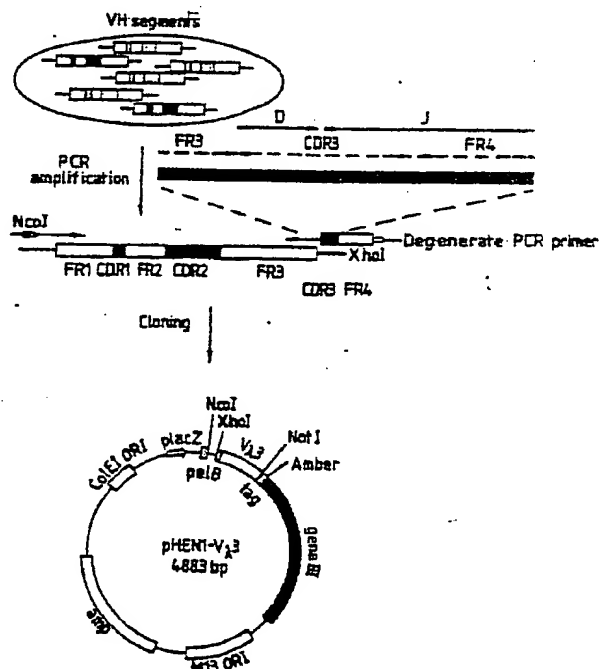 VH-segments
D J
FR3 CDR3 FR4
PCR
amplification
NcoI
Degenerate PCR primer
XhoI
FR1 CDR1 FR2 CDR2 FR3
CDR3 FR4
Cloning
NcoI
XhoI
placZ
Vλ3
NotI
Amber
ColE1 ORI
pelB
tag
pHEN1-Vλ3
4883 bp
gene III
M13 ORI